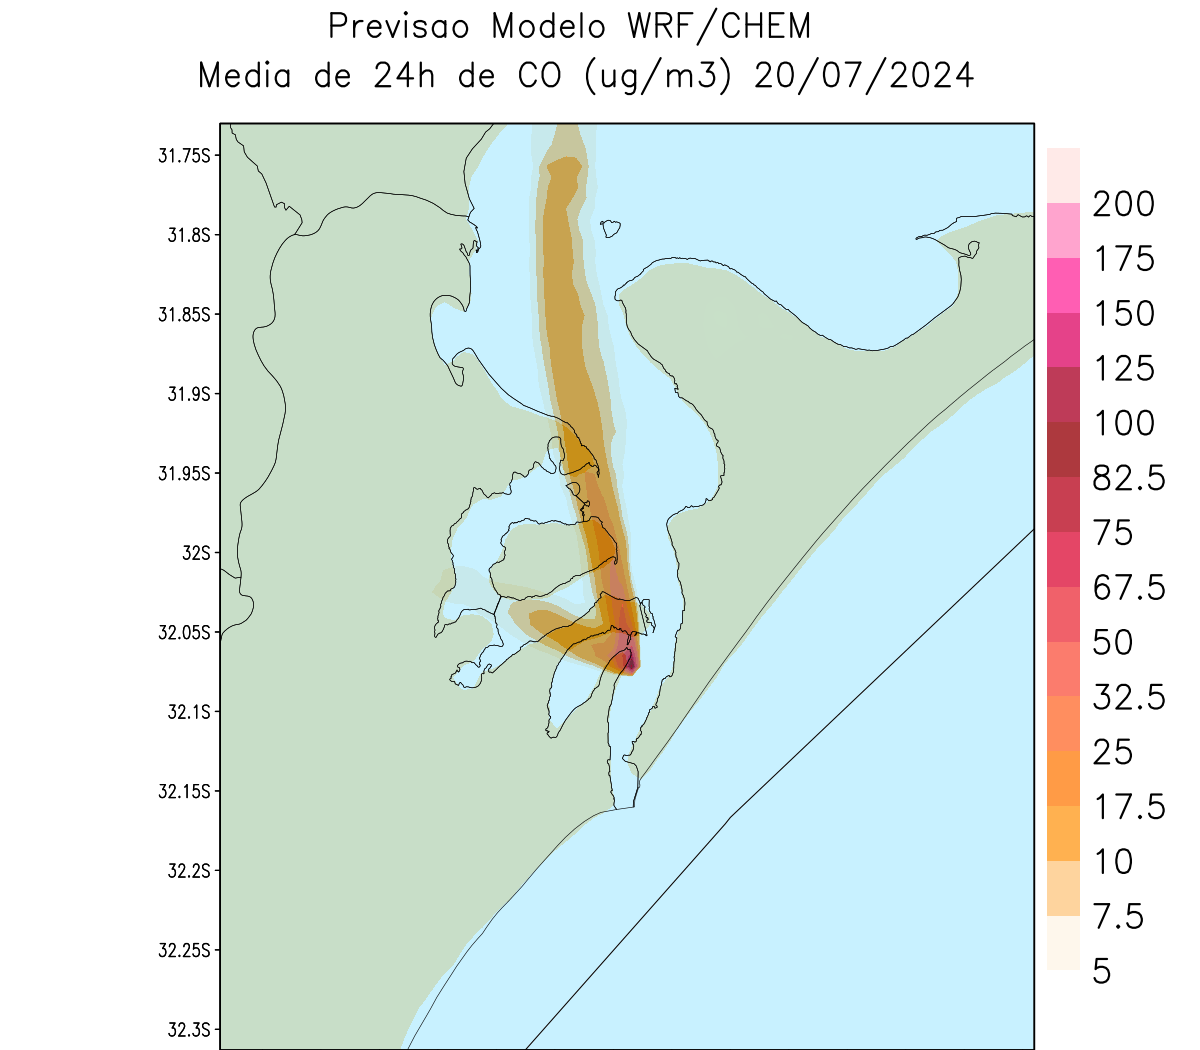 Previsao Modelo WRF/CHEM
Media de 24h de CO (ug/m3) 20/07/2024
31.75S
31.8S
31.85S
31.9S
31.95S
32S
32.05S
32.1S
32.15S
32.2S
32.25S
32.3S
200
175
150
125
100
82.5
75
67.5
50
32.5
25
17.5
10
7.5
5